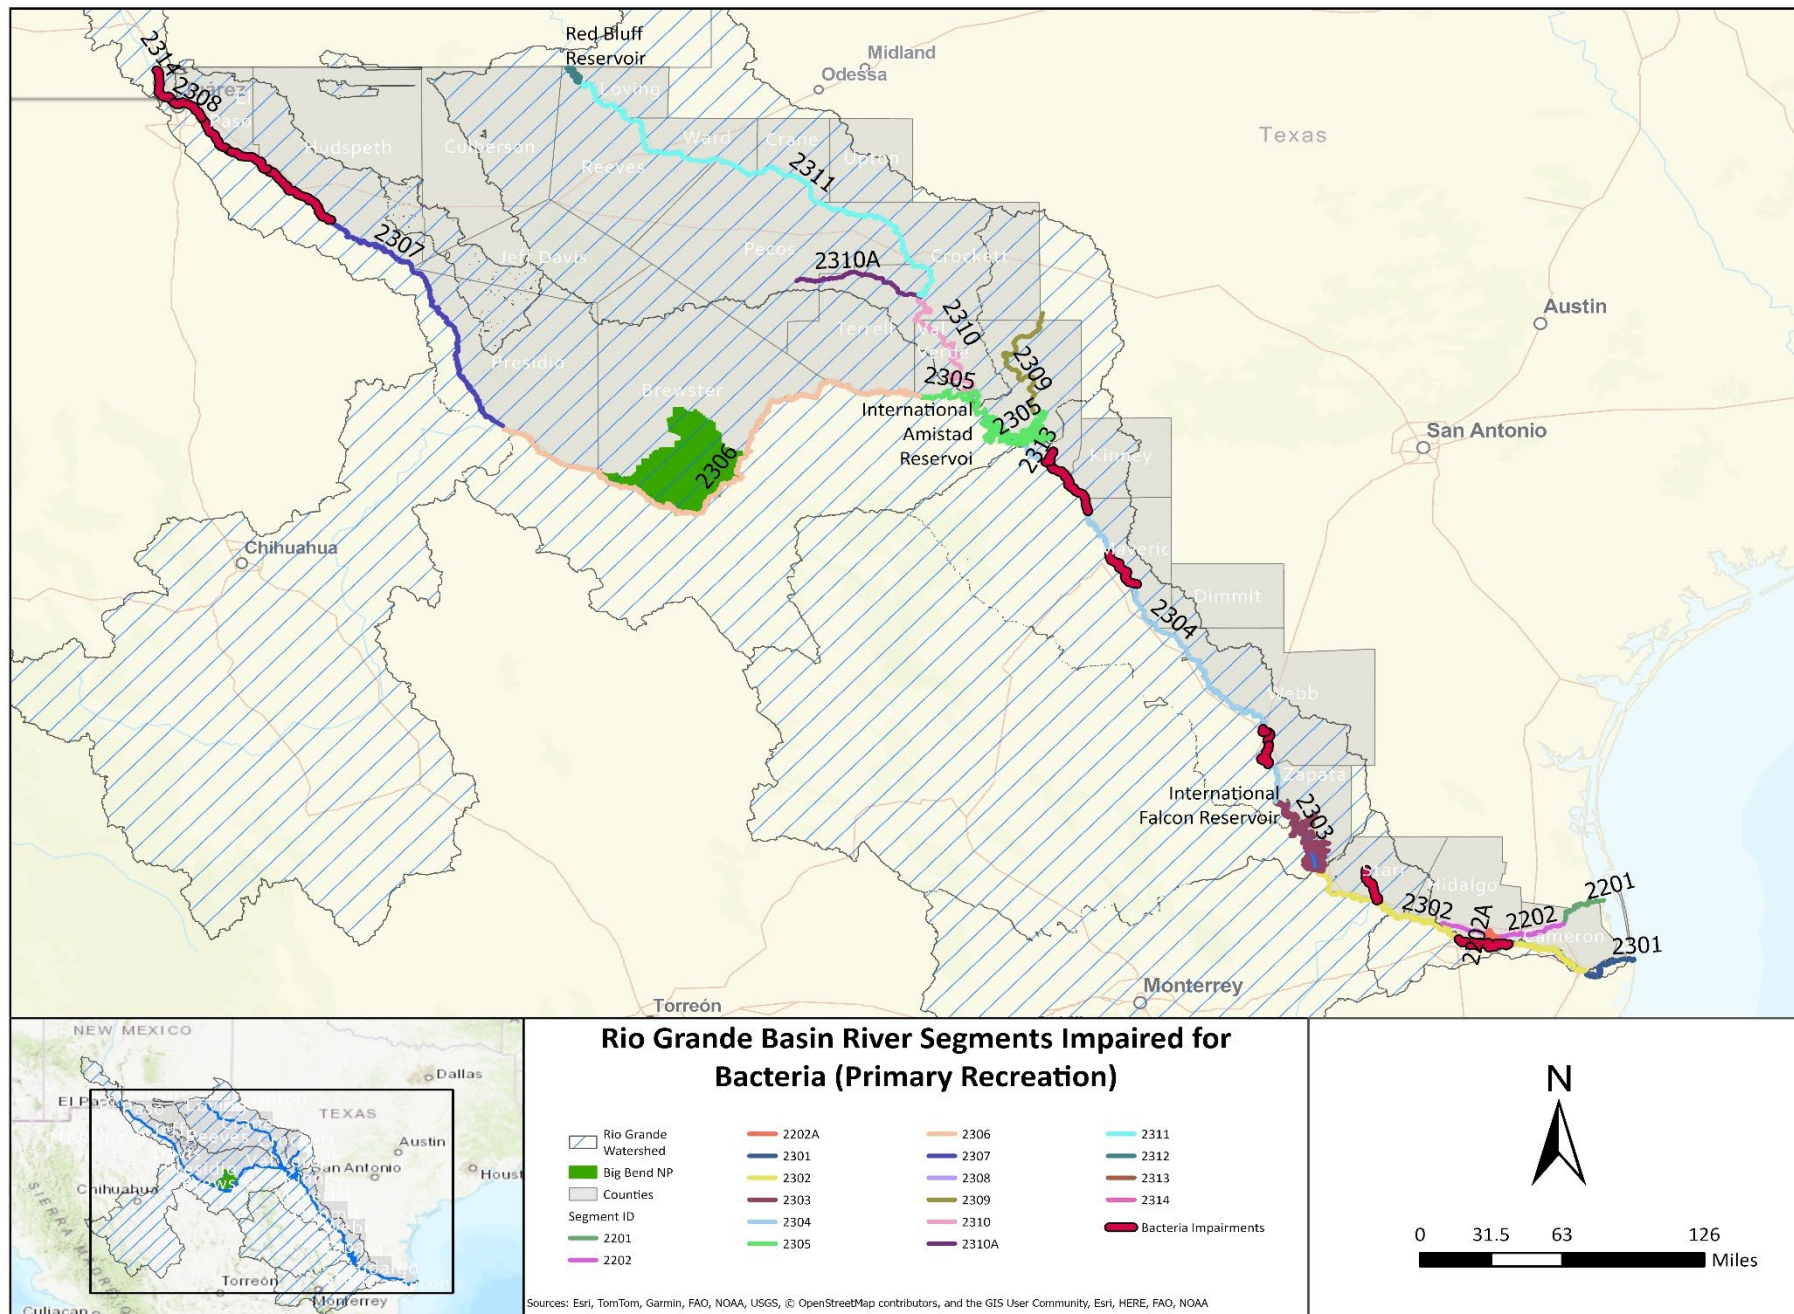 Red Bluff
Reservoir
Midland
Odessa
2314
2308
El
Paso
Loving
Hudspeth
Culberson
Reeves
Ward
Crane
Upton
Texas
2311
2307
Jeff Davis
Pecos
Crockett
2310A
Austin
2310
Terrell
Val
Verde
2309
Presidio
Brewster
2305
International
Amistad
Reservoi
2305
2313
Kinney
San Antonio
2306
Chihuahua
Maverick
Dimmit
2304
Webb
Zapata
International
Falcon Reservoir
2303
Starr
Hidalgo
2302
2202A
2202
2201
Cameron
2301
Monterrey
Torreón
NEW MEXICO
Dallas
El Paso
TEXAS
Austin
San Antonio
Houst
Chihuahua
SIERRA MADRE
Torreón
Monterrey
Culiacan
Rio Grande Basin River Segments Impaired for
Bacteria (Primary Recreation)
Rio Grande
Watershed
Big Bend NP
Counties
Segment ID
2201
2202
2202A
2301
2302
2303
2304
2305
2306
2307
2308
2309
2310
2310A
2311
2312
2313
2314
Bacteria Impairments
Sources: Esri, TomTom, Garmin, FAO, NOAA, USGS, © OpenStreetMap contributors, and the GIS User Community, Esri, HERE, FAO, NOAA
N
0 31.5 63 126
Miles